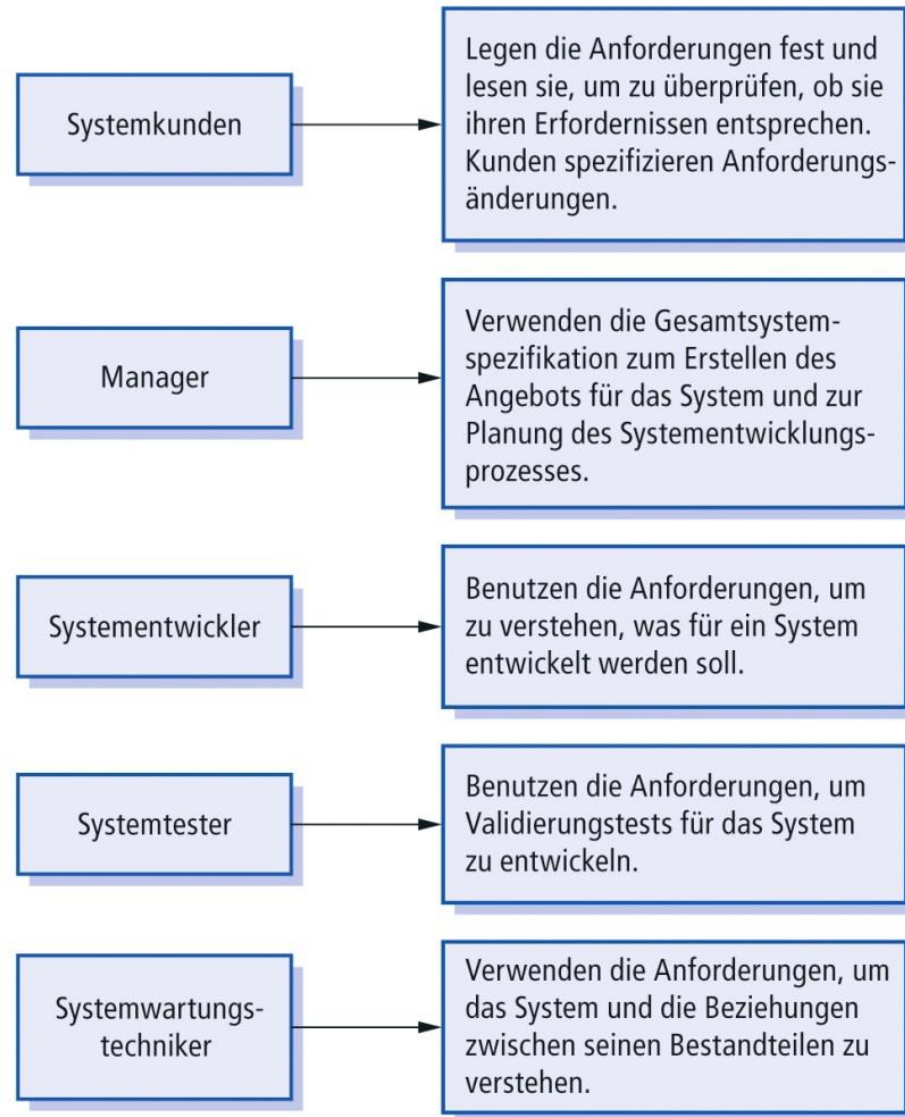 Systemkunden
Legen die Anforderungen fest und
lesen sie, um zu überprüfen, ob sie
ihren Erfordernissen entsprechen.
Kunden spezifizieren Anforderungs-
änderungen.
Manager
Verwenden die Gesamtsystem-
spezifikation zum Erstellen des
Angebots für das System und zur
Planung des Systementwicklungs-
prozesses.
Systementwickler
Benutzen die Anforderungen, um
zu verstehen, was für ein System
entwickelt werden soll.
Systemtester
Benutzen die Anforderungen, um
Validierungstests für das System
zu entwickeln.
Systemwartungs-
techniker
Verwenden die Anforderungen, um
das System und die Beziehungen
zwischen seinen Bestandteilen zu
verstehen.